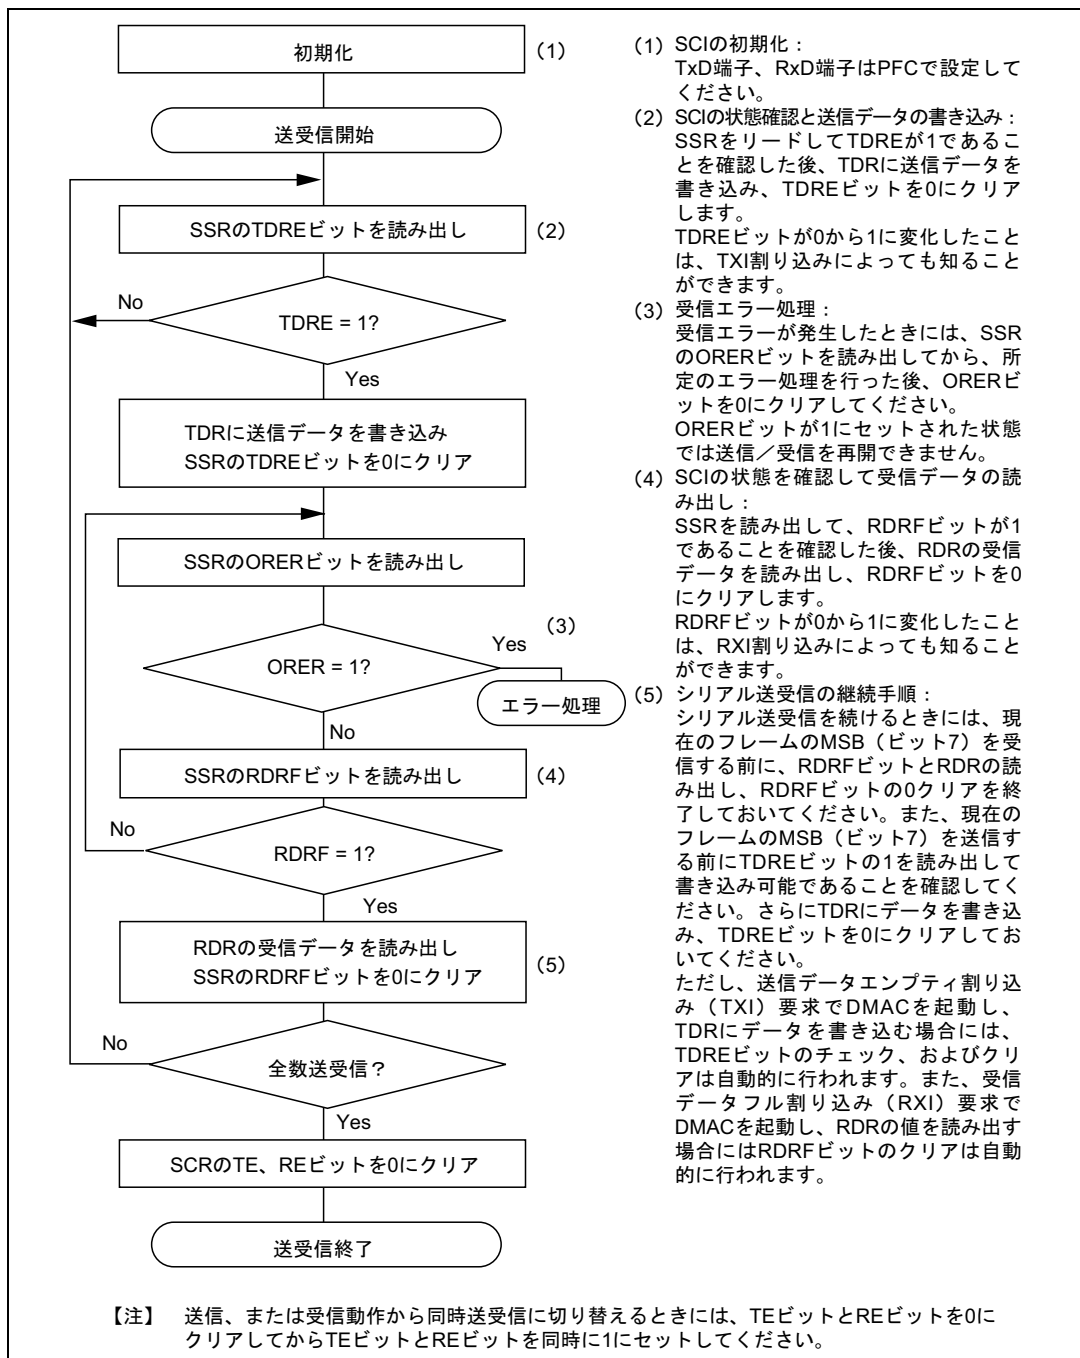 初期化
(1)
送受信開始
SSRのTDREビットを読み出し
(2)
No
TDRE = 1?
Yes
TDRに送信データを書き込み
SSRのTDREビットを0にクリア
SSRのORERビットを読み出し
(3)
Yes
ORER = 1?
エラー処理
No
SSRのRDRFビットを読み出し
(4)
No
RDRF = 1?
Yes
RDRの受信データを読み出し
SSRのRDRFビットを0にクリア
(5)
No
全数送受信？
Yes
SCRのTE、REビットを0にクリア
送受信終了
(1) SCIの初期化：
TxD端子、RxD端子はPFCで設定して
ください。
(2) SCIの状態確認と送信データの書き込み：
SSRをリードしてTDREが1であるこ
とを確認した後、TDRに送信データを
書き込み、TDREビットを0にクリア
します。
TDREビットが0から1に変化したこと
は、TXI割り込みによっても知ること
ができます。
(3) 受信エラー処理：
受信エラーが発生したときには、SSR
のORERビットを読み出してから、所
定のエラー処理を行った後、ORERビ
ットを0にクリアしてください。
ORERビットが1にセットされた状態
では送信／受信を再開できません。
(4) SCIの状態を確認して受信データの読
み出し：
SSRを読み出して、RDRFビットが1
であることを確認した後、RDRの受信
データを読み出し、RDRFビットを0
にクリアします。
RDRFビットが0から1に変化したこと
は、RXI割り込みによっても知ること
ができます。
(5) シリアル送受信の継続手順：
シリアル送受信を続けるときには、現
在のフレームのMSB（ビット7）を受
信する前に、RDRFビットとRDRの読
み出し、RDRFビットの0クリアを終
了しておいてください。また、現在の
フレームのMSB（ビット7）を送信す
る前にTDREビットの1を読み出して
書き込み可能であることを確認してく
ださい。さらにTDRにデータを書き込
み、TDREビットを0にクリアしてお
いてください。
ただし、送信データエンプティ割り込
み（TXI）要求でDMACを起動し、
TDRにデータを書き込む場合には、
TDREビットのチェック、およびクリ
アは自動的に行われます。また、受信
データフル割り込み（RXI）要求で
DMACを起動し、RDRの値を読み出す
場合にはRDRFビットのクリアは自動
的に行われます。
【注】 送信、または受信動作から同時送受信に切り替えるときには、TEビットとREビットを0に
クリアしてからTEビットとREビットを同時に1にセットしてください。